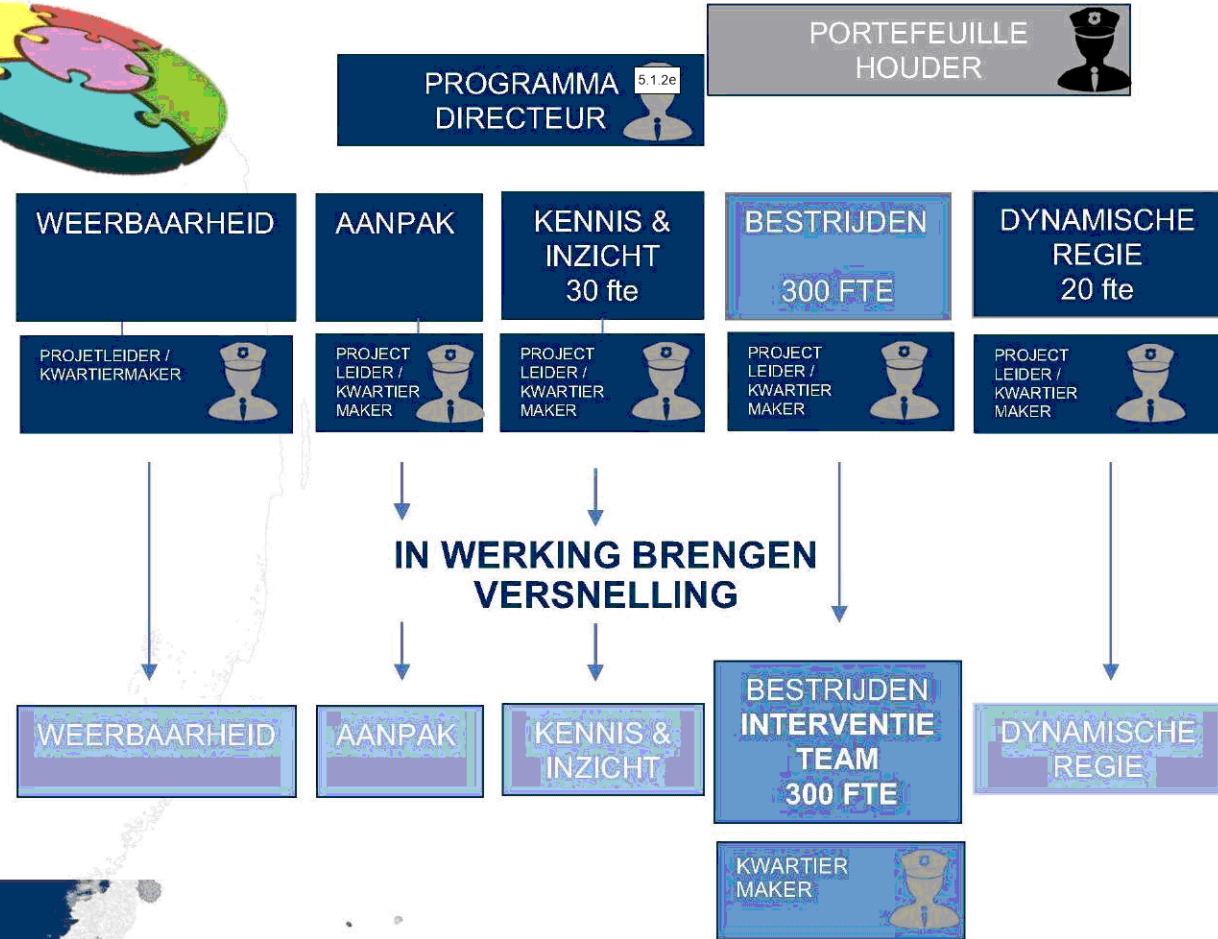 PORTEFEUILLE
HOUDER
PROGRAMMA
DIRECTEUR
5.1.2e
WEERBAARHEID
AANPAK
KENNIS &
INZICHT
30 fte
BESTRIJDEN
300 FTE
DYNAMISCHE
REGIE
20 fte
PROJETLEIDER /
KWARTIERMAKER
PROJECT
LEIDER /
KWARTIER
MAKER
PROJECT
LEIDER /
KWARTIER
MAKER
PROJECT
LEIDER /
KWARTIER
MAKER
PROJECT
LEIDER /
KWARTIER
MAKER
IN WERKING BRENGEN
VERSNELLING
WEERBAARHEID
AANPAK
KENNIS &
INZICHT
BESTRIJDEN
INTERVENTIE
TEAM
300 FTE
DYNAMISCHE
REGIE
KWARTIER
MAKER